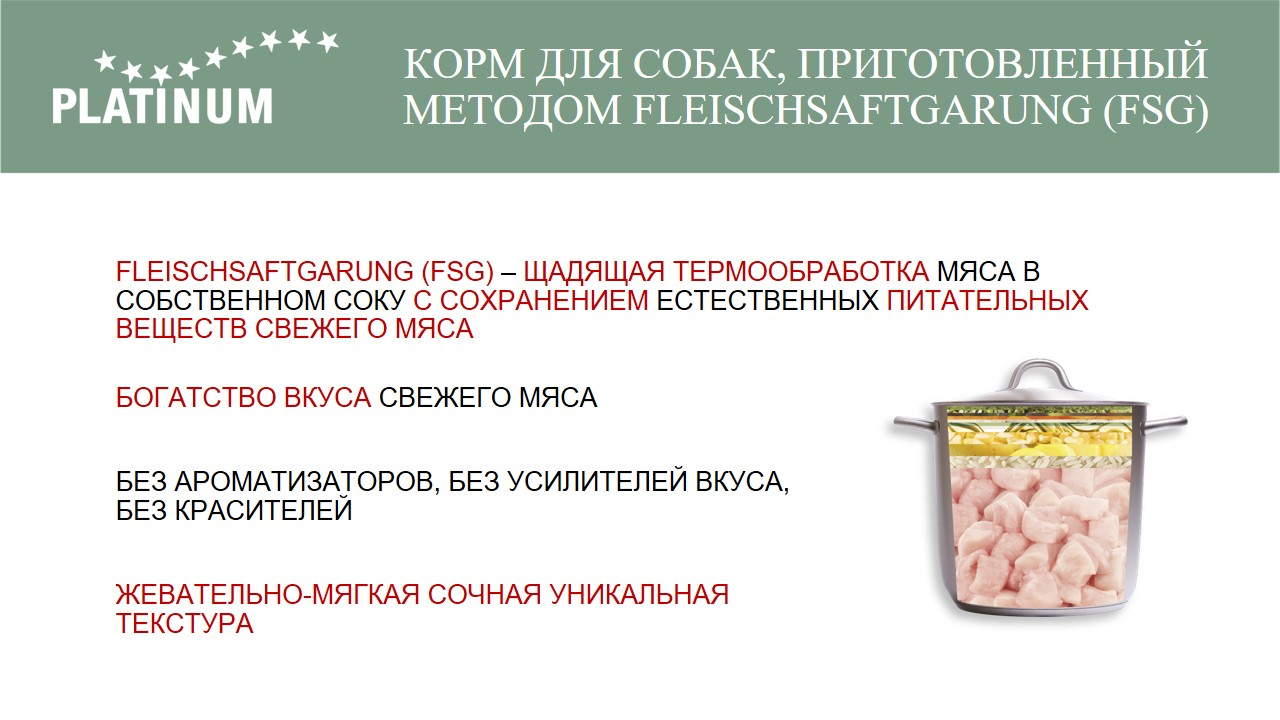 PLATINUM
КОРМ ДЛЯ СОБАК, ПРИГОТОВЛЕННЫЙ
МЕТОДОМ FLEISCHSAFTGARUNG (FSG)
FLEISCHSAFTGARUNG (FSG) – ЩАДЯЩАЯ ТЕРМООБРАБОТКА МЯСА В
СОБСТВЕННОМ СОКУ С СОХРАНЕНИЕМ ЕСТЕСТВЕННЫХ ПИТАТЕЛЬНЫХ
ВЕЩЕСТВ СВЕЖЕГО МЯСА
БОГАТСТВО ВКУСА СВЕЖЕГО МЯСА
БЕЗ АРОМАТИЗАТОРОВ, БЕЗ УСИЛИТЕЛЕЙ ВКУСА,
БЕЗ КРАСИТЕЛЕЙ
ЖЕВАТЕЛЬНО-МЯГКАЯ СОЧНАЯ УНИКАЛЬНАЯ
ТЕКСТУРА